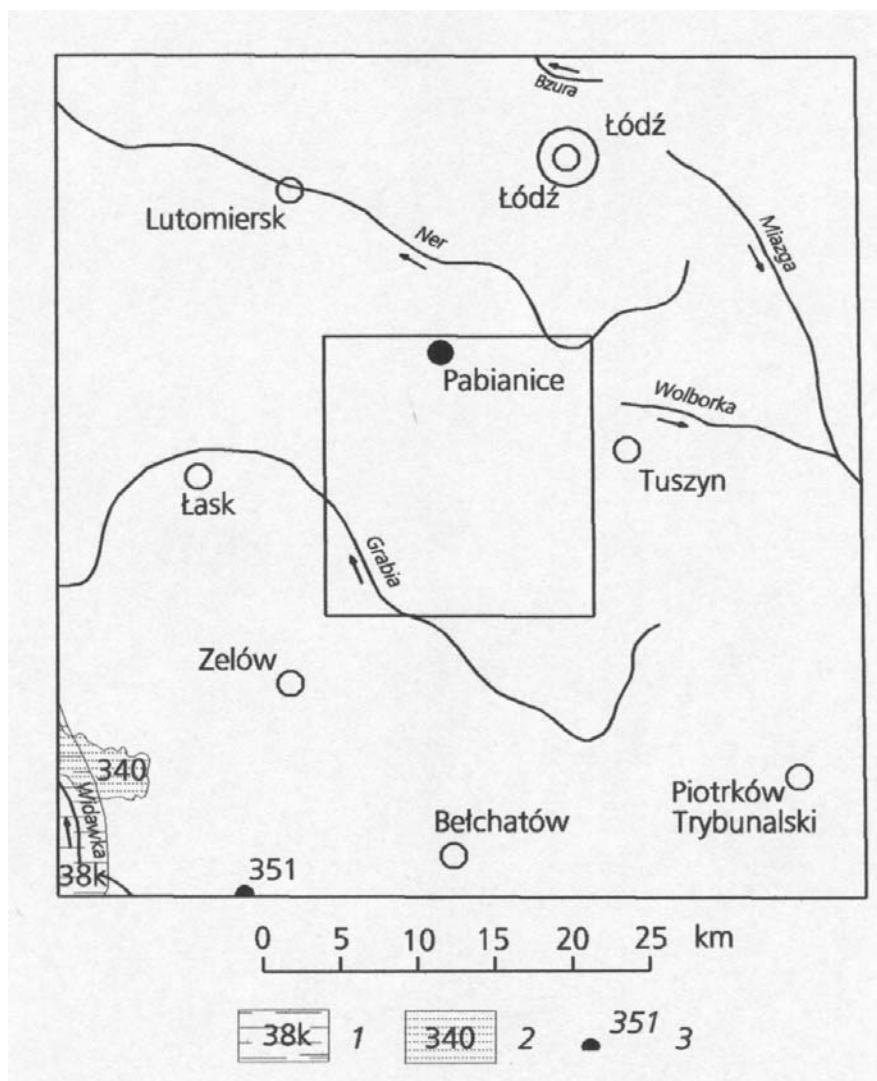 Bzura
Łódź
Łódź
Lutomiersk
Ner
Miazga
Pabianice
Wolborka
Tuszyn
Łask
Grabia
Zelów
340
Widawka
Piotrków
Trybunalski
Bełchatów
351
38k
0 5 10 15 20 25 km
38k 1 340 2 351 3